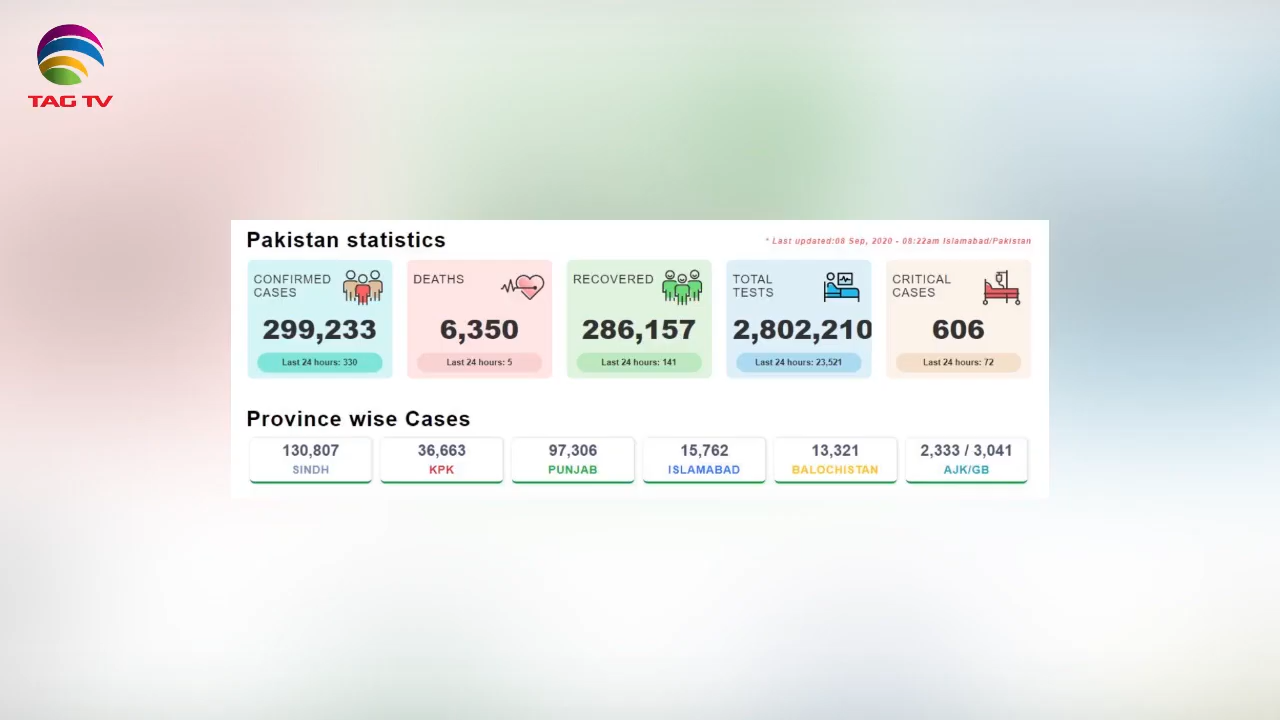 TAG TV
Pakistan statistics
* Last updated:08 Sep, 2020 - 08:22am Islamabad/Pakistan
CONFIRMED
CASES
299,233
Last 24 hours: 330
DEATHS
6,350
Last 24 hours: 5
RECOVERED
286,157
Last 24 hours: 141
TOTAL
TESTS
2,802,210
Last 24 hours: 23,521
CRITICAL
CASES
606
Last 24 hours: 72
Province wise Cases
130,807
SINDH
36,663
KPK
97,306
PUNJAB
15,762
ISLAMABAD
13,321
BALOCHISTAN
2,333 / 3,041
AJK/GB